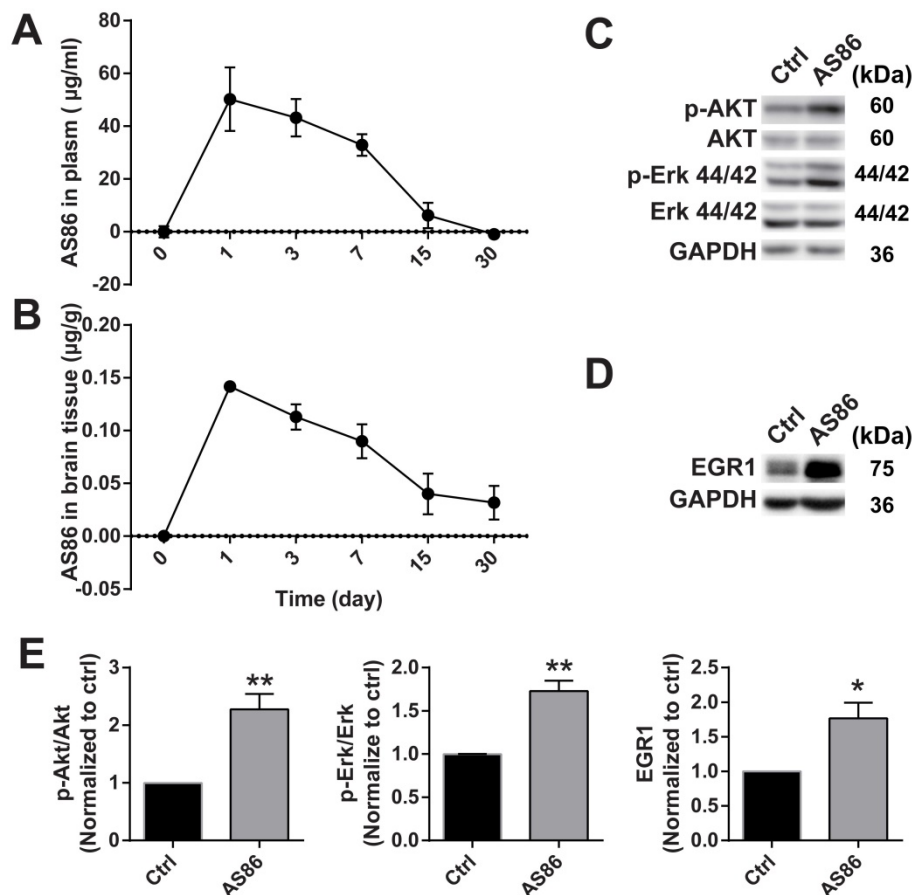 A
AS86 in plasm ( µg/ml)
80
60
40
20
0
-20
0
1
3
7
15
30
B
AS86 in brain tissue (µg/g)
0.20
0.15
0.10
0.05
0.00
-0.05
0
1
3
7
15
30
Time (day)
C
Ctrl AS86 (kDa)
p-AKT 60
AKT 60
p-Erk 44/42 44/42
Erk 44/42 44/42
GAPDH 36
D
Ctrl AS86 (kDa)
EGR1 75
GAPDH 36
E
p-Akt/Akt
(Normalized to ctrl)
3
2
1
0
**
Ctrl
AS86
p-Erk/Erk
(Normalize to ctrl)
2.0
1.5
1.0
0.5
0.0
**
Ctrl
AS86
EGR1
(Normalized to ctrl)
2.5
2.0
1.5
1.0
0.5
0.0
*
Ctrl
AS86